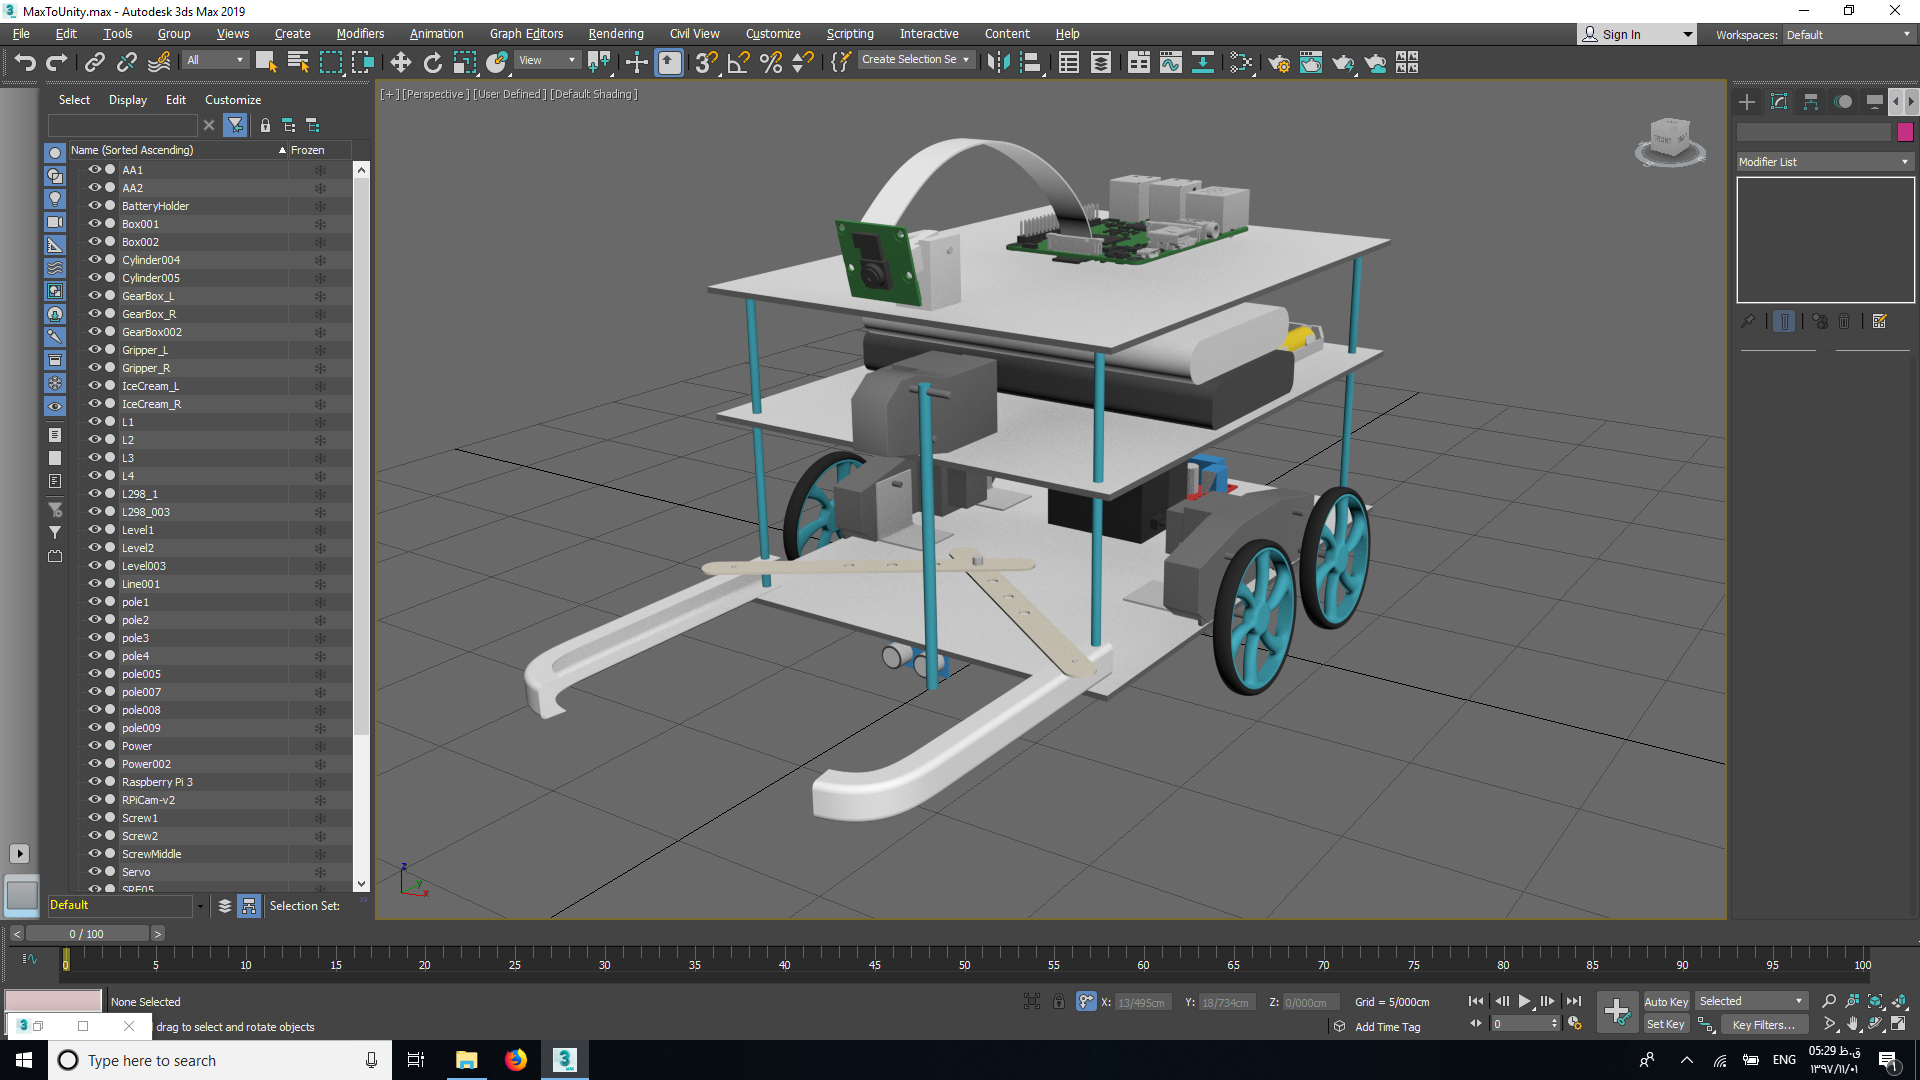 MaxToUnity.max - Autodesk 3ds Max 2019
File Edit Tools Group Views Create Modifiers Animation Graph Editors Rendering Civil View Customize Scripting Interactive Content Help Sign In Workspaces: Default
All View Create Selection Se
Select Display Edit Customize
[+] [Perspective] [User Defined] [Default Shading]
FRONT
Modifier List
Name (Sorted Ascending) Frozen
AA1
AA2
BatteryHolder
Box001
Box002
Cylinder004
Cylinder005
GearBox_L
GearBox_R
GearBox002
Gripper_L
Gripper_R
IceCream_L
IceCream_R
L1
L2
L3
L4
L298_1
L298_003
Level1
Level2
Level003
Line001
pole1
pole2
pole3
pole4
pole005
pole007
pole008
pole009
Power
Power002
Raspberry Pi 3
RPiCam-v2
Screw1
Screw2
ScrewMiddle
Servo
SRF05
z y x
Default Selection Set:
0 / 100
0 5 10 15 20 25 30 35 40 45 50 55 60 65 70 75 80 85 90 95 100
None Selected X: 13/495cm Y: 18/734cm Z: 0/000cm Grid = 5/000cm Auto Key Selected
drag to select and rotate objects Add Time Tag 0 Set Key Key Filters...
Type here to search ENG 05:29 ق.ظ
۱۳۹۷/۱۱/۰۱ 1